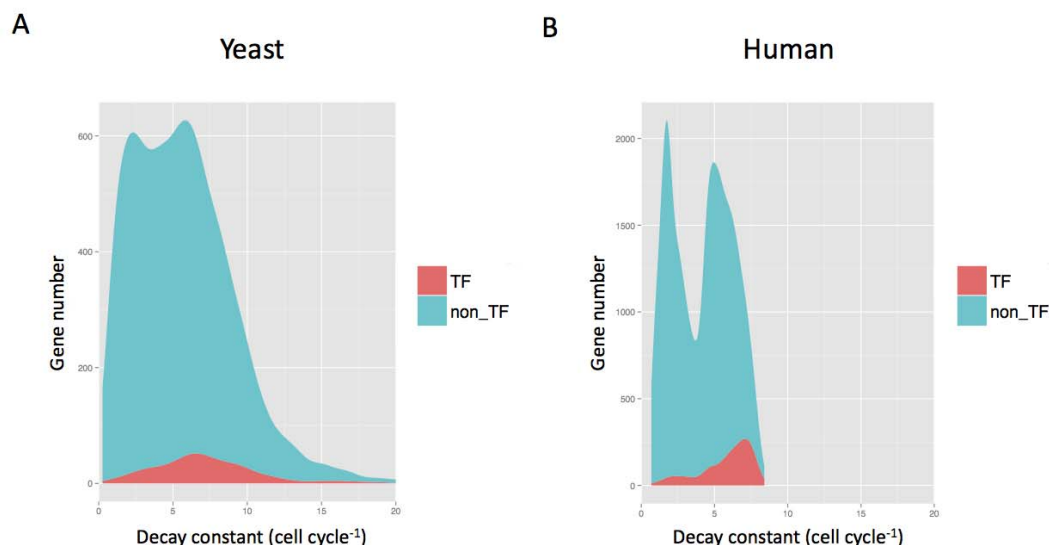 A
Yeast
600
400
200
0
0 5 10 15 20
Gene number
Decay constant (cell cycle⁻¹)
TF
non_TF
B
Human
2000
1500
1000
500
0
0 5 10 15 20
Gene number
Decay constant (cell cycle⁻¹)
TF
non_TF